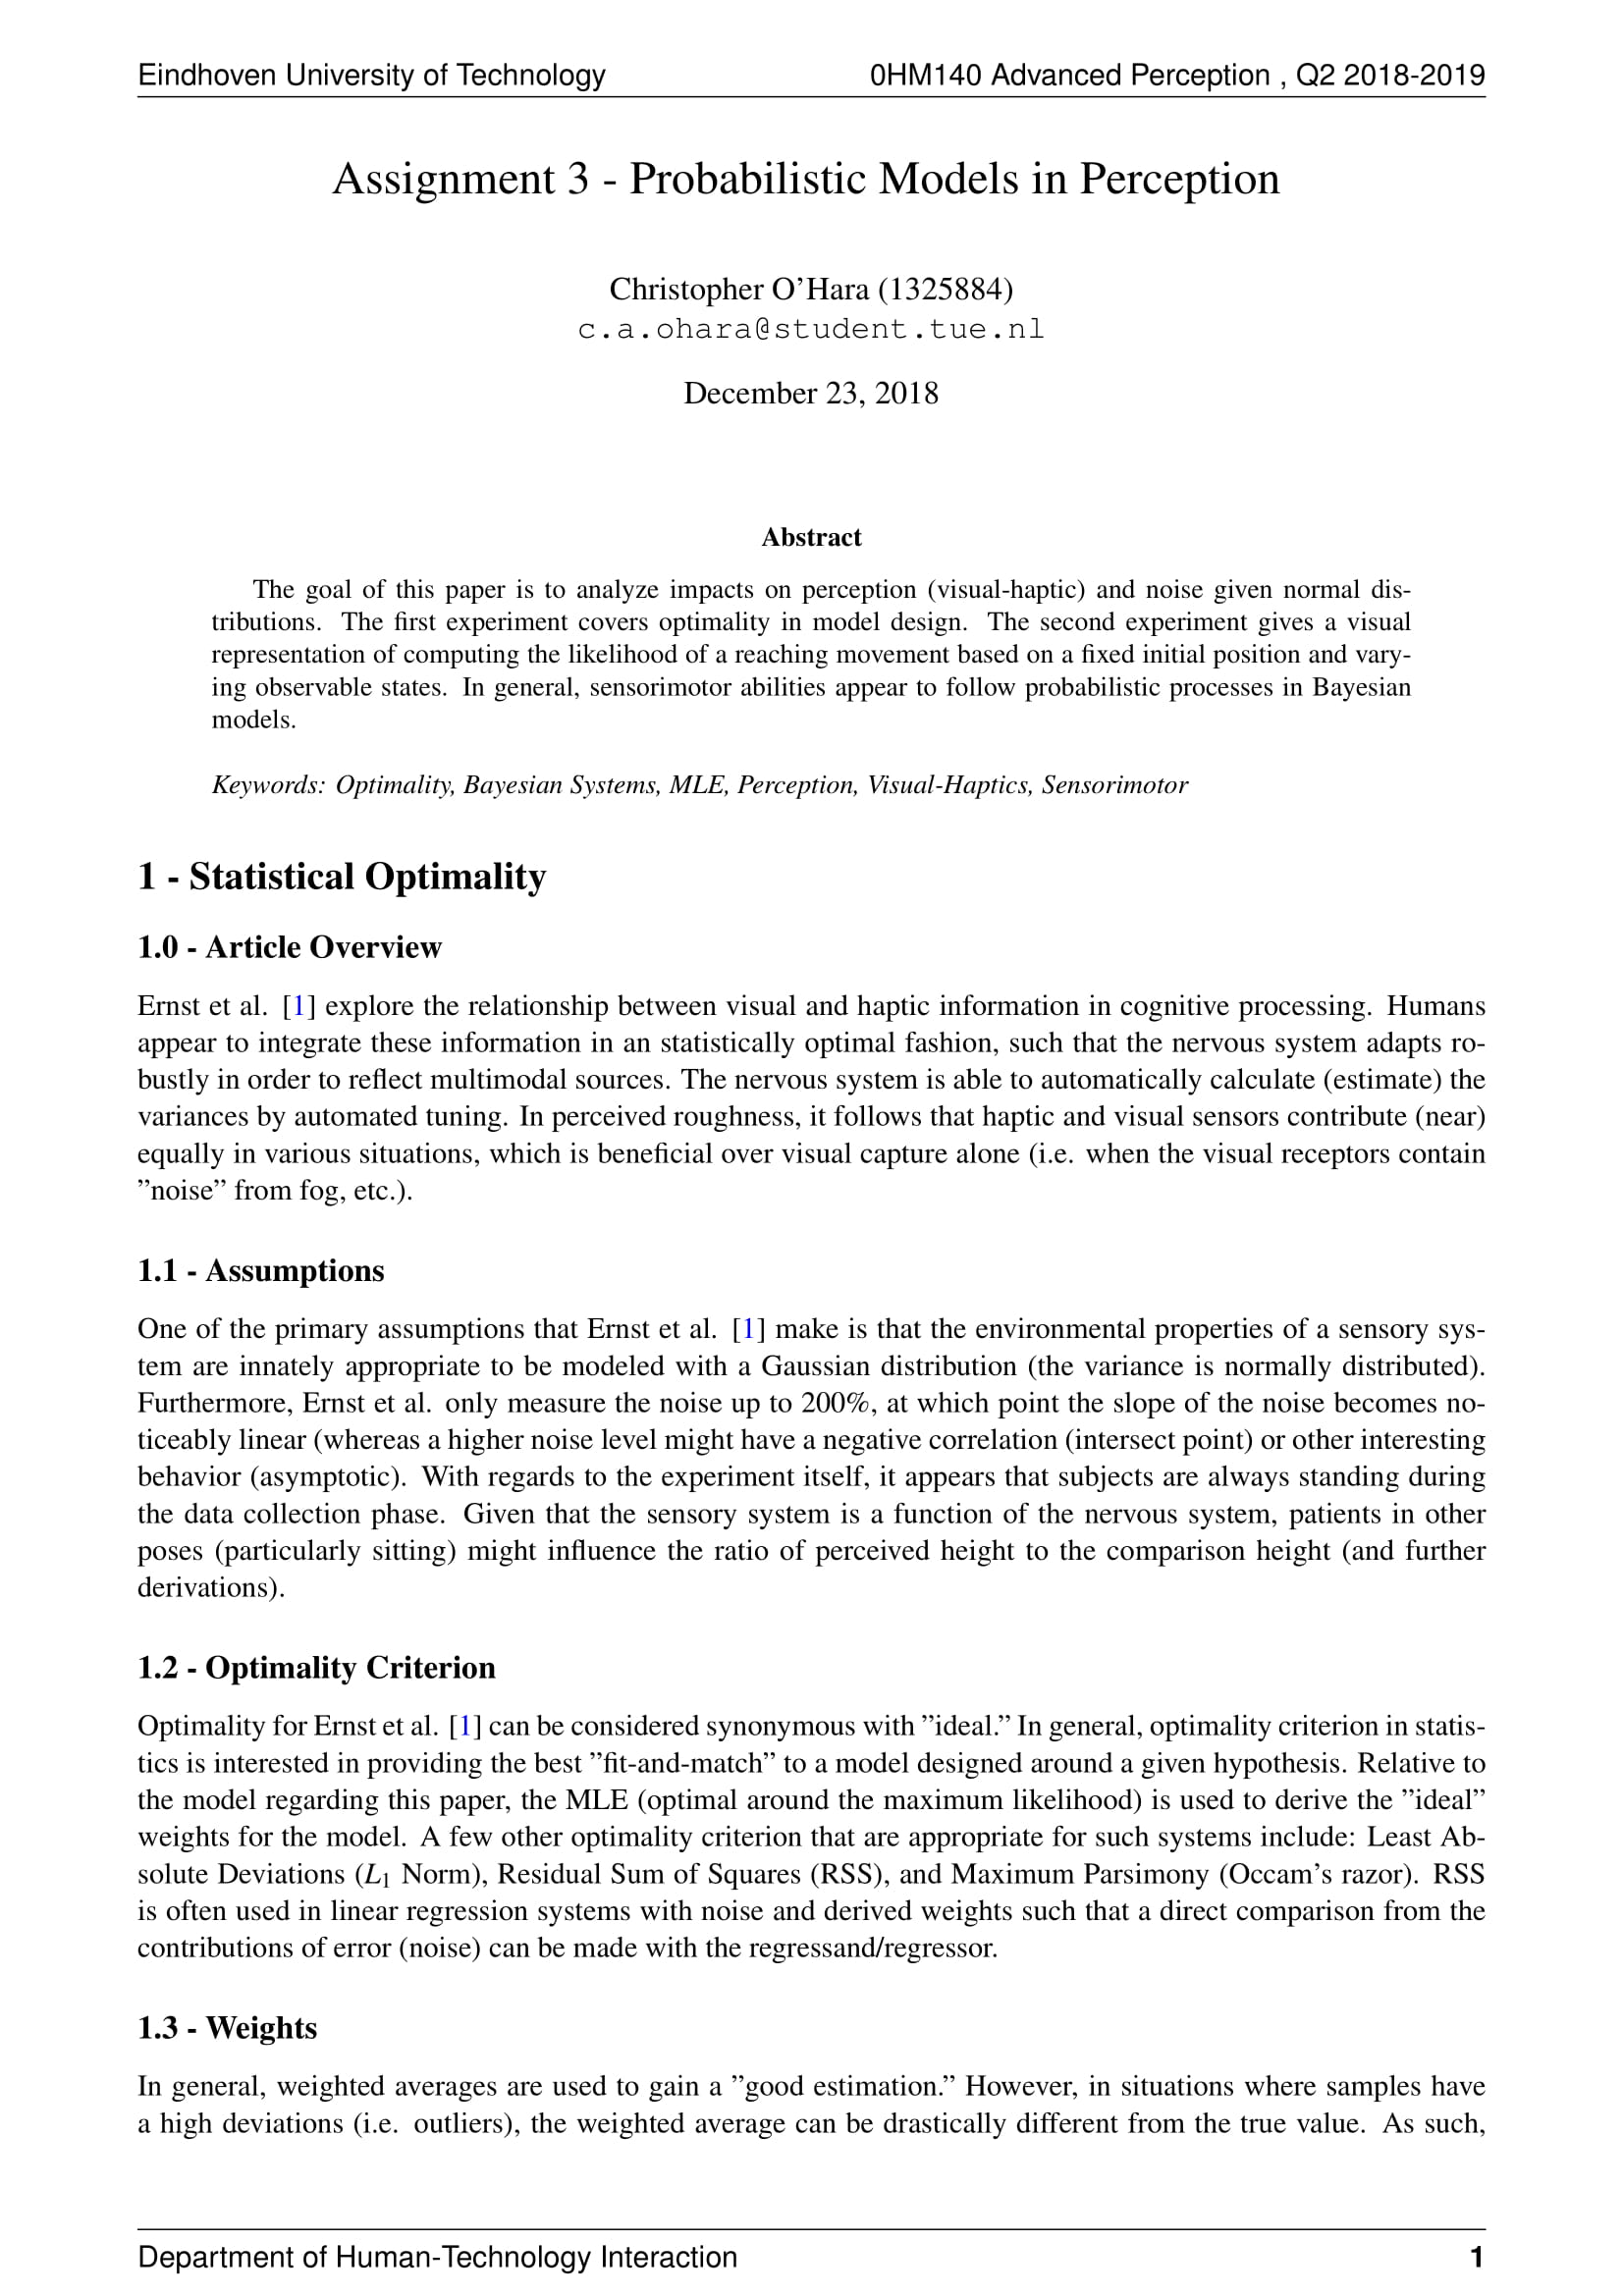 Eindhoven University of Technology 0HM140 Advanced Perception , Q2 2018-2019
Assignment 3 - Probabilistic Models in Perception
Christopher O’Hara (1325884)
c.a.ohara@student.tue.nl
December 23, 2018
Abstract
The goal of this paper is to analyze impacts on perception (visual-haptic) and noise given normal dis-
tributions. The first experiment covers optimality in model design. The second experiment gives a visual
representation of computing the likelihood of a reaching movement based on a fixed initial position and vary-
ing observable states. In general, sensorimotor abilities appear to follow probabilistic processes in Bayesian
models.
Keywords: Optimality, Bayesian Systems, MLE, Perception, Visual-Haptics, Sensorimotor
1 - Statistical Optimality
1.0 - Article Overview
Ernst et al. [1] explore the relationship between visual and haptic information in cognitive processing. Humans
appear to integrate these information in an statistically optimal fashion, such that the nervous system adapts ro-
bustly in order to reflect multimodal sources. The nervous system is able to automatically calculate (estimate) the
variances by automated tuning. In perceived roughness, it follows that haptic and visual sensors contribute (near)
equally in various situations, which is beneficial over visual capture alone (i.e. when the visual receptors contain
”noise” from fog, etc.).
1.1 - Assumptions
One of the primary assumptions that Ernst et al. [1] make is that the environmental properties of a sensory sys-
tem are innately appropriate to be modeled with a Gaussian distribution (the variance is normally distributed).
Furthermore, Ernst et al. only measure the noise up to 200%, at which point the slope of the noise becomes no-
ticeably linear (whereas a higher noise level might have a negative correlation (intersect point) or other interesting
behavior (asymptotic). With regards to the experiment itself, it appears that subjects are always standing during
the data collection phase. Given that the sensory system is a function of the nervous system, patients in other
poses (particularly sitting) might influence the ratio of perceived height to the comparison height (and further
derivations).
1.2 - Optimality Criterion
Optimality for Ernst et al. [1] can be considered synonymous with ”ideal.” In general, optimality criterion in statis-
tics is interested in providing the best ”fit-and-match” to a model designed around a given hypothesis. Relative to
the model regarding this paper, the MLE (optimal around the maximum likelihood) is used to derive the ”ideal”
weights for the model. A few other optimality criterion that are appropriate for such systems include: Least Ab-
solute Deviations (L1 Norm), Residual Sum of Squares (RSS), and Maximum Parsimony (Occam’s razor). RSS
is often used in linear regression systems with noise and derived weights such that a direct comparison from the
contributions of error (noise) can be made with the regressand/regressor.
1.3 - Weights
In general, weighted averages are used to gain a ”good estimation.” However, in situations where samples have
a high deviations (i.e. outliers), the weighted average can be drastically different from the true value. As such,
Department of Human-Technology Interaction 1